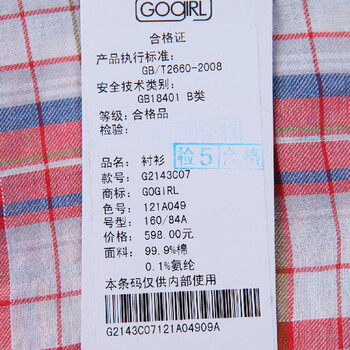 GOGIRL
合格证
产品执行标准:
GB/T2660-2008
安全技术类别:
GB18401 B类
等级: 合格品
检验:
检5合格
品名: 衬衫
款号: G2143C07
商标: GOGIRL
色号: 121A049
号型: 160/84A
价格: 598.00元
面料: 99.9%棉
0.1%氨纶
本条码仅供内部使用
G2143C07121A04909A